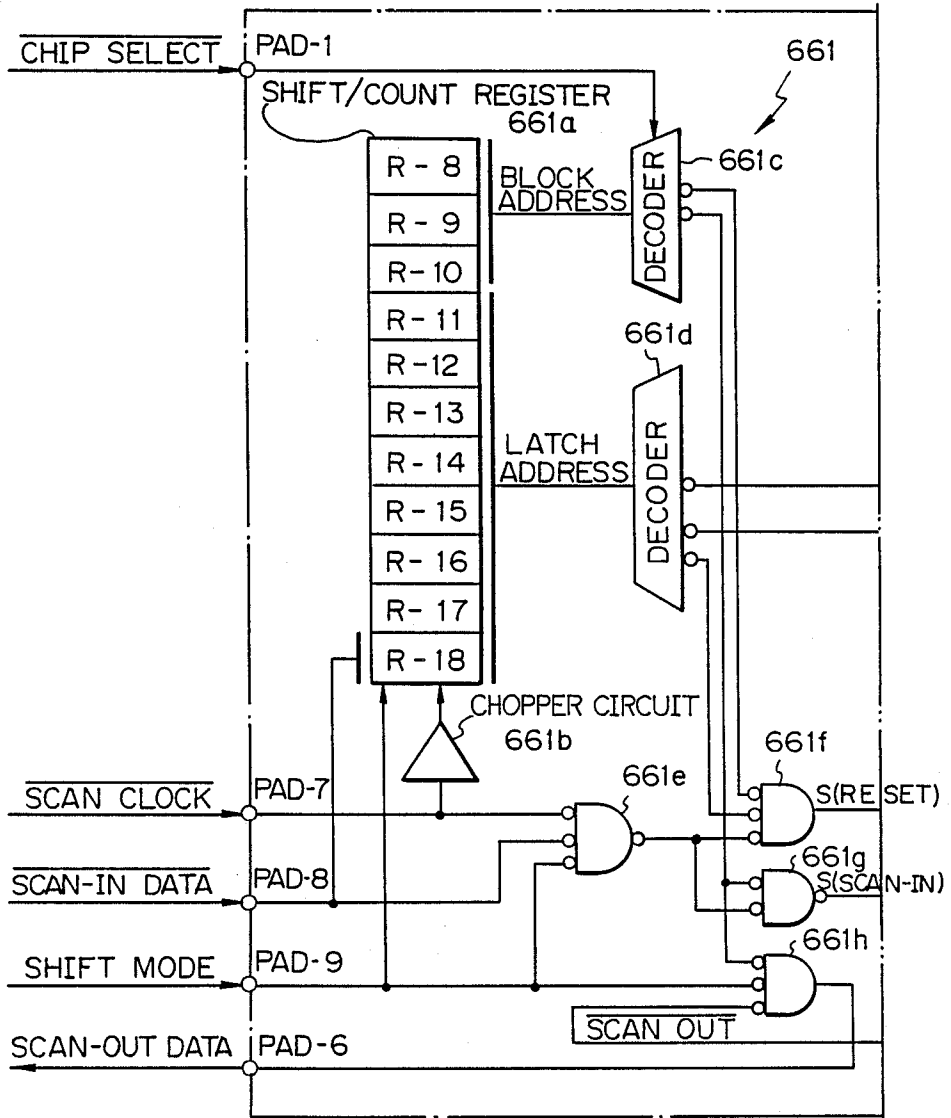 CHIP SELECT
PAD-1
661
SHIFT/COUNT REGISTER
661a
661c
R-8
BLOCK
ADDRESS
DECODER
R-9
R-10
R-11
661d
R-12
R-13
R-14
LATCH
ADDRESS
DECODER
R-15
R-16
R-17
R-18
CHOPPER CIRCUIT
661b
661f
661e
SCAN CLOCK
PAD-7
S(RESET)
661g
SCAN-IN DATA
PAD-8
S(SCAN-IN)
661h
SHIFT MODE
PAD-9
SCAN OUT
SCAN-OUT DATA
PAD-6